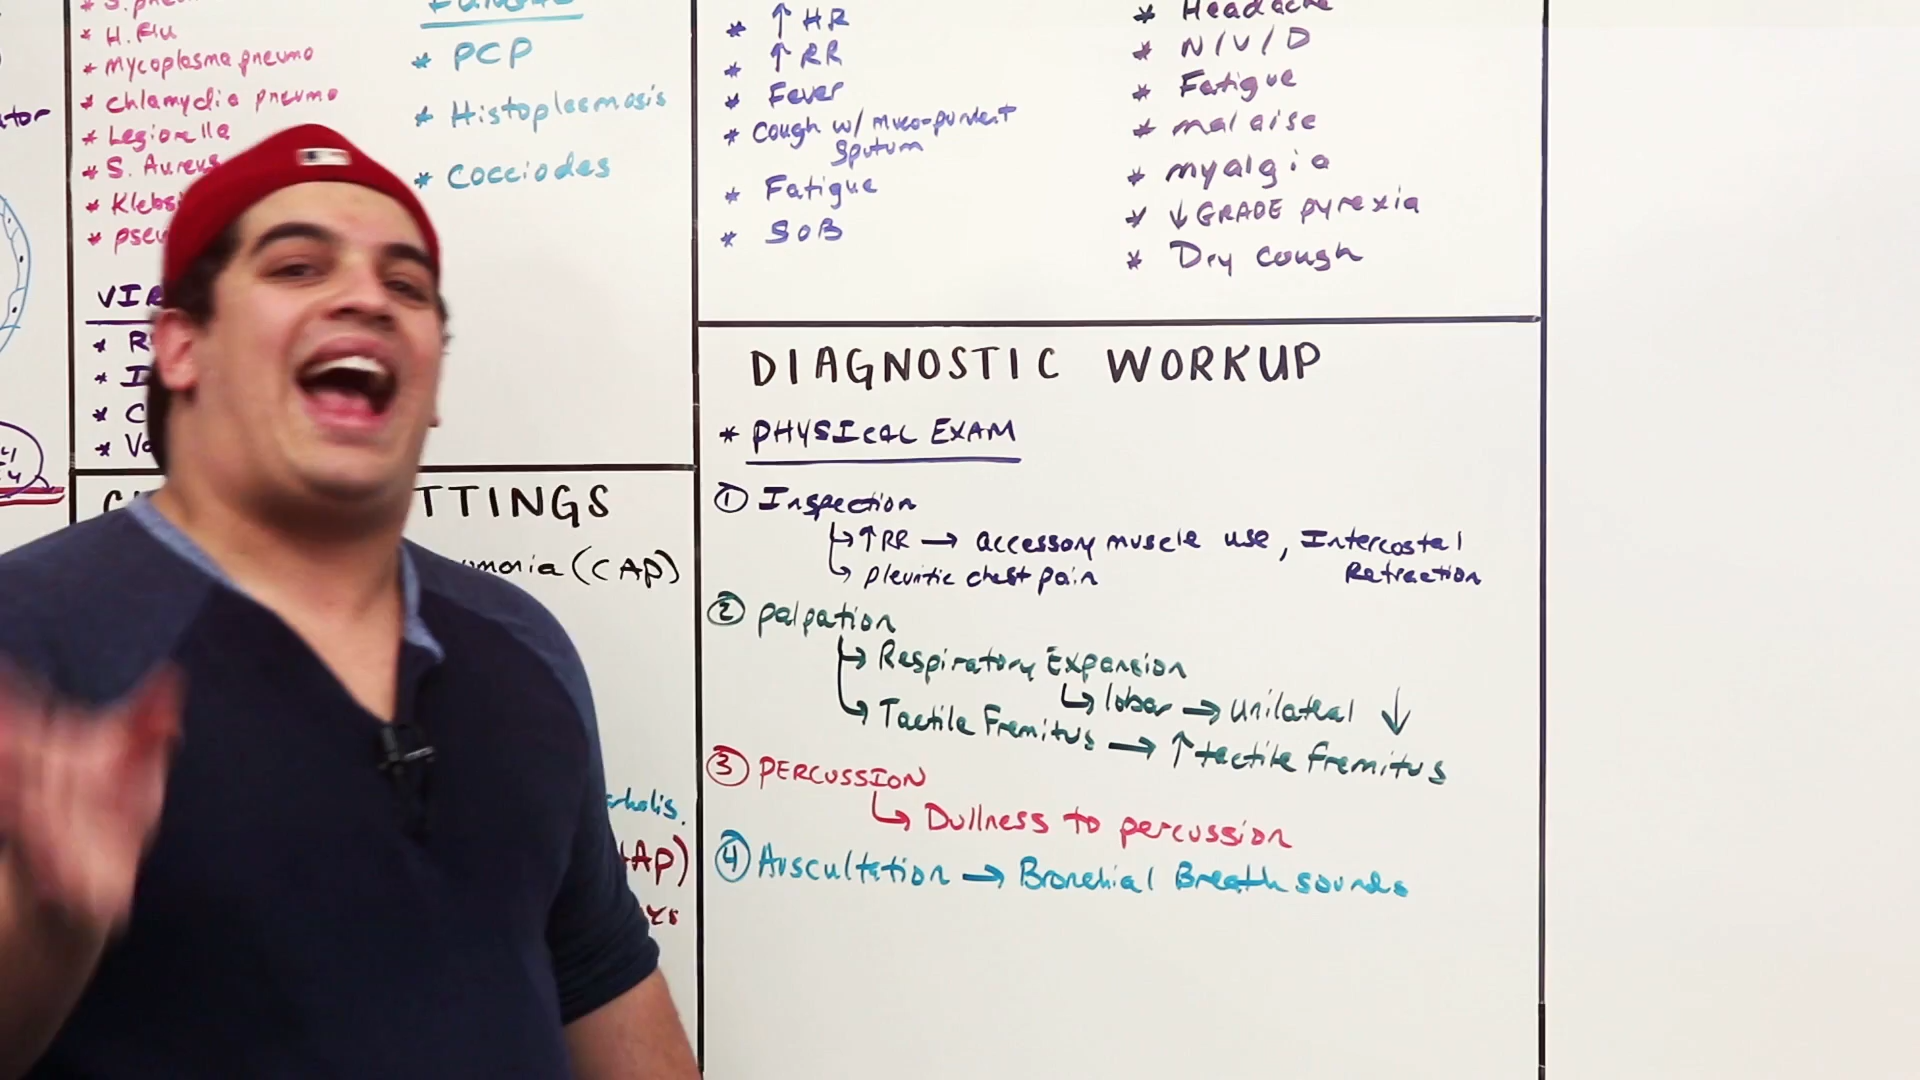 * H. Flu
* mycoplasma pneumo
* chlamydia pneumo
* Legionella
* S. Aureus
* PCP
* Histoplasmosis
* Cocciodes
* ↑ HR
* ↑ RR
* Fever
* Cough w/ muco-purulent
Sputum
* Fatigue
* SOB
* Headache
* N/V/D
* Fatigue
* malaise
* myalgia
* ↓ GRADE pyrexia
* Dry cough
TTINGS
(CAP)
DIAGNOSTIC WORKUP
* PHYSICAL EXAM
① Inspection
↳ ↑ RR → accessory muscle use, Intercostal
Retraction
↳ pleuritic chest pain
② palpation
↳ Respiratory Expansion
↳ lobar → Unilateral ↓
↳ Tactile Fremitus → ↑ tactile fremitus
③ PERCUSSION
↳ Dullness to percussion
④ Auscultation → Bronchial Breath sounds